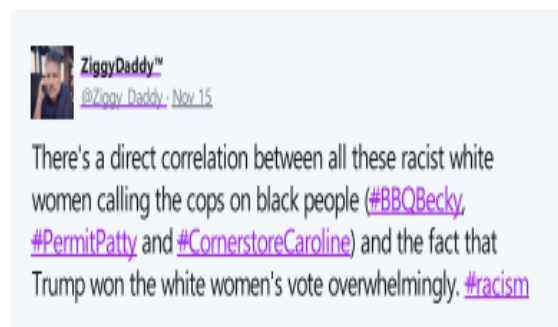 ZiggyDaddy™
@Ziggy_Daddy · Nov 15
There's a direct correlation between all these racist white
women calling the cops on black people (#BBQBecky,
#PermitPatty and #CornerstoreCaroline) and the fact that
Trump won the white women's vote overwhelmingly. #racism